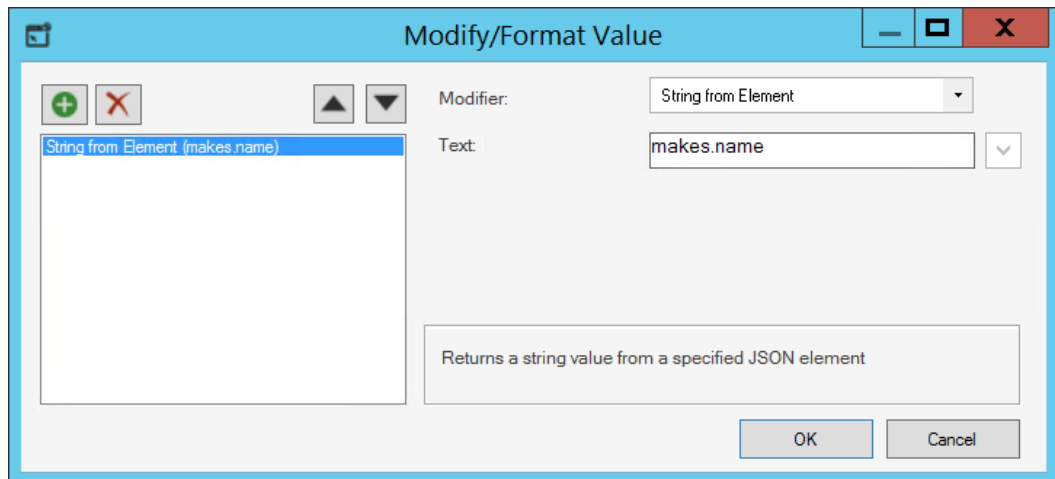 Modify/Format Value
Modifier:
String from Element
String from Element (makes.name)
Text:
makes.name
Returns a string value from a specified JSON element
OK
Cancel